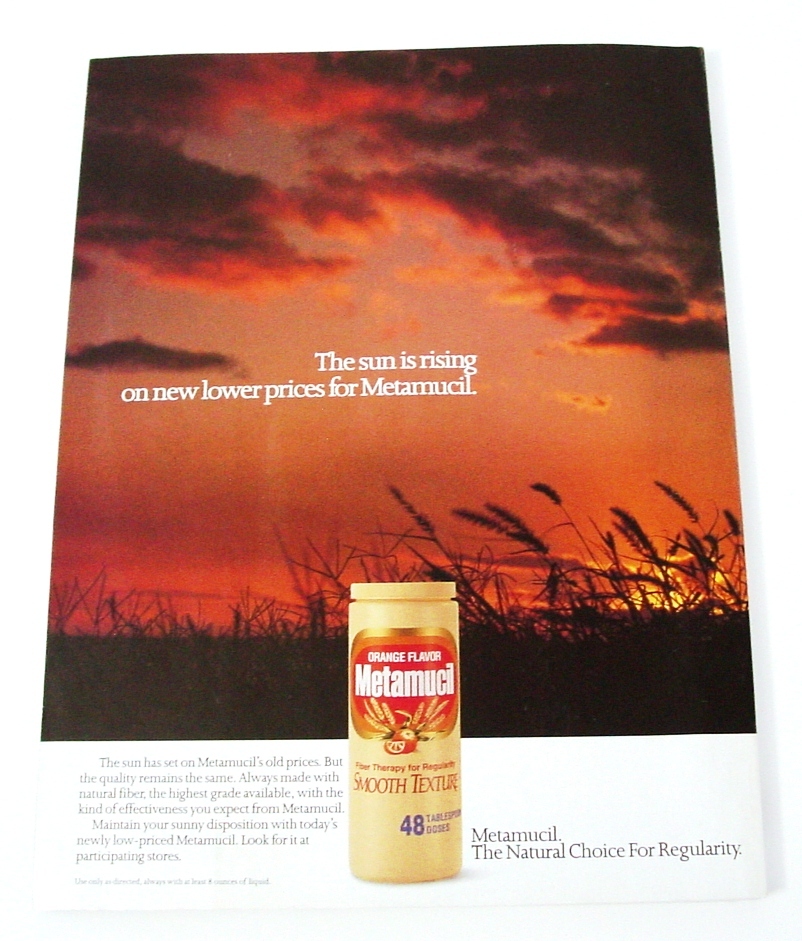 The sun is rising
on new lower prices for Metamucil.
ORANGE FLAVOR
Metamucil
Fiber Therapy for Regularity
SMOOTH TEXTURE
48 TABLESPOON
DOSES
The sun has set on Metamucil's old prices. But
the quality remains the same. Always made with
natural fiber, the highest grade available, with the
kind of effectiveness you expect from Metamucil.
Maintain your sunny disposition with today's
newly low-priced Metamucil. Look for it at
participating stores.
Use only as directed, always with at least 8 ounces of liquid.
Metamucil.
The Natural Choice For Regularity.